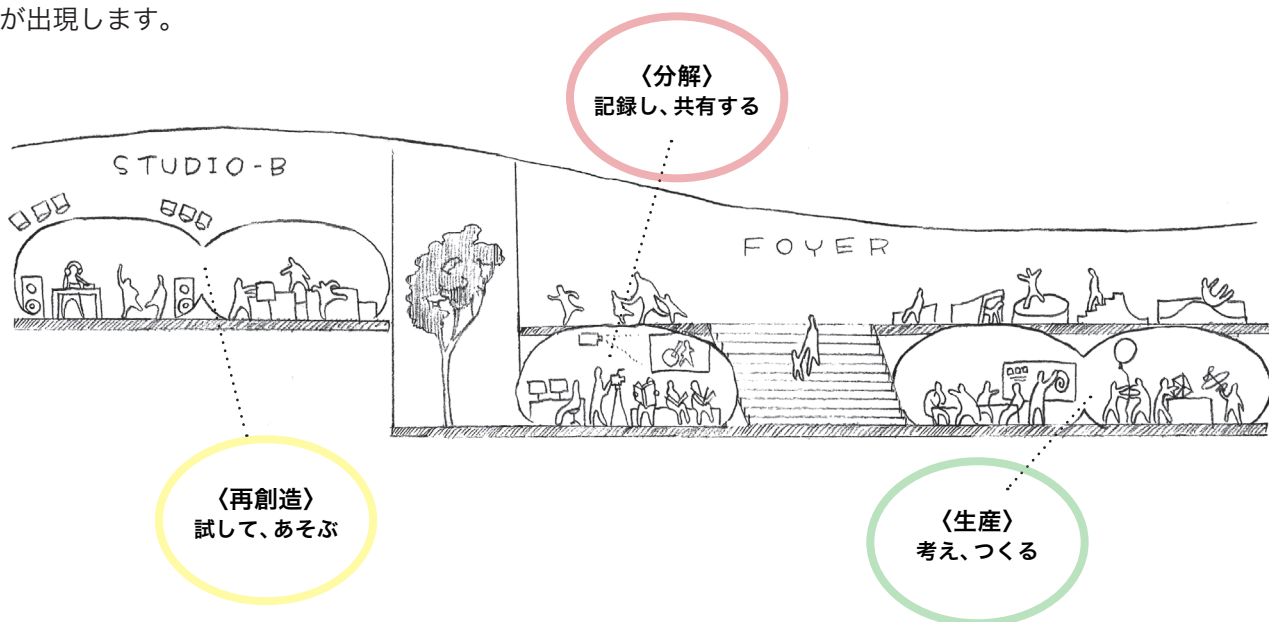 が出現します。
〈分解〉
記録し、共有する
STUDIO-B
FOYER
〈再創造〉
試して、あそぶ
〈生産〉
考え、つくる